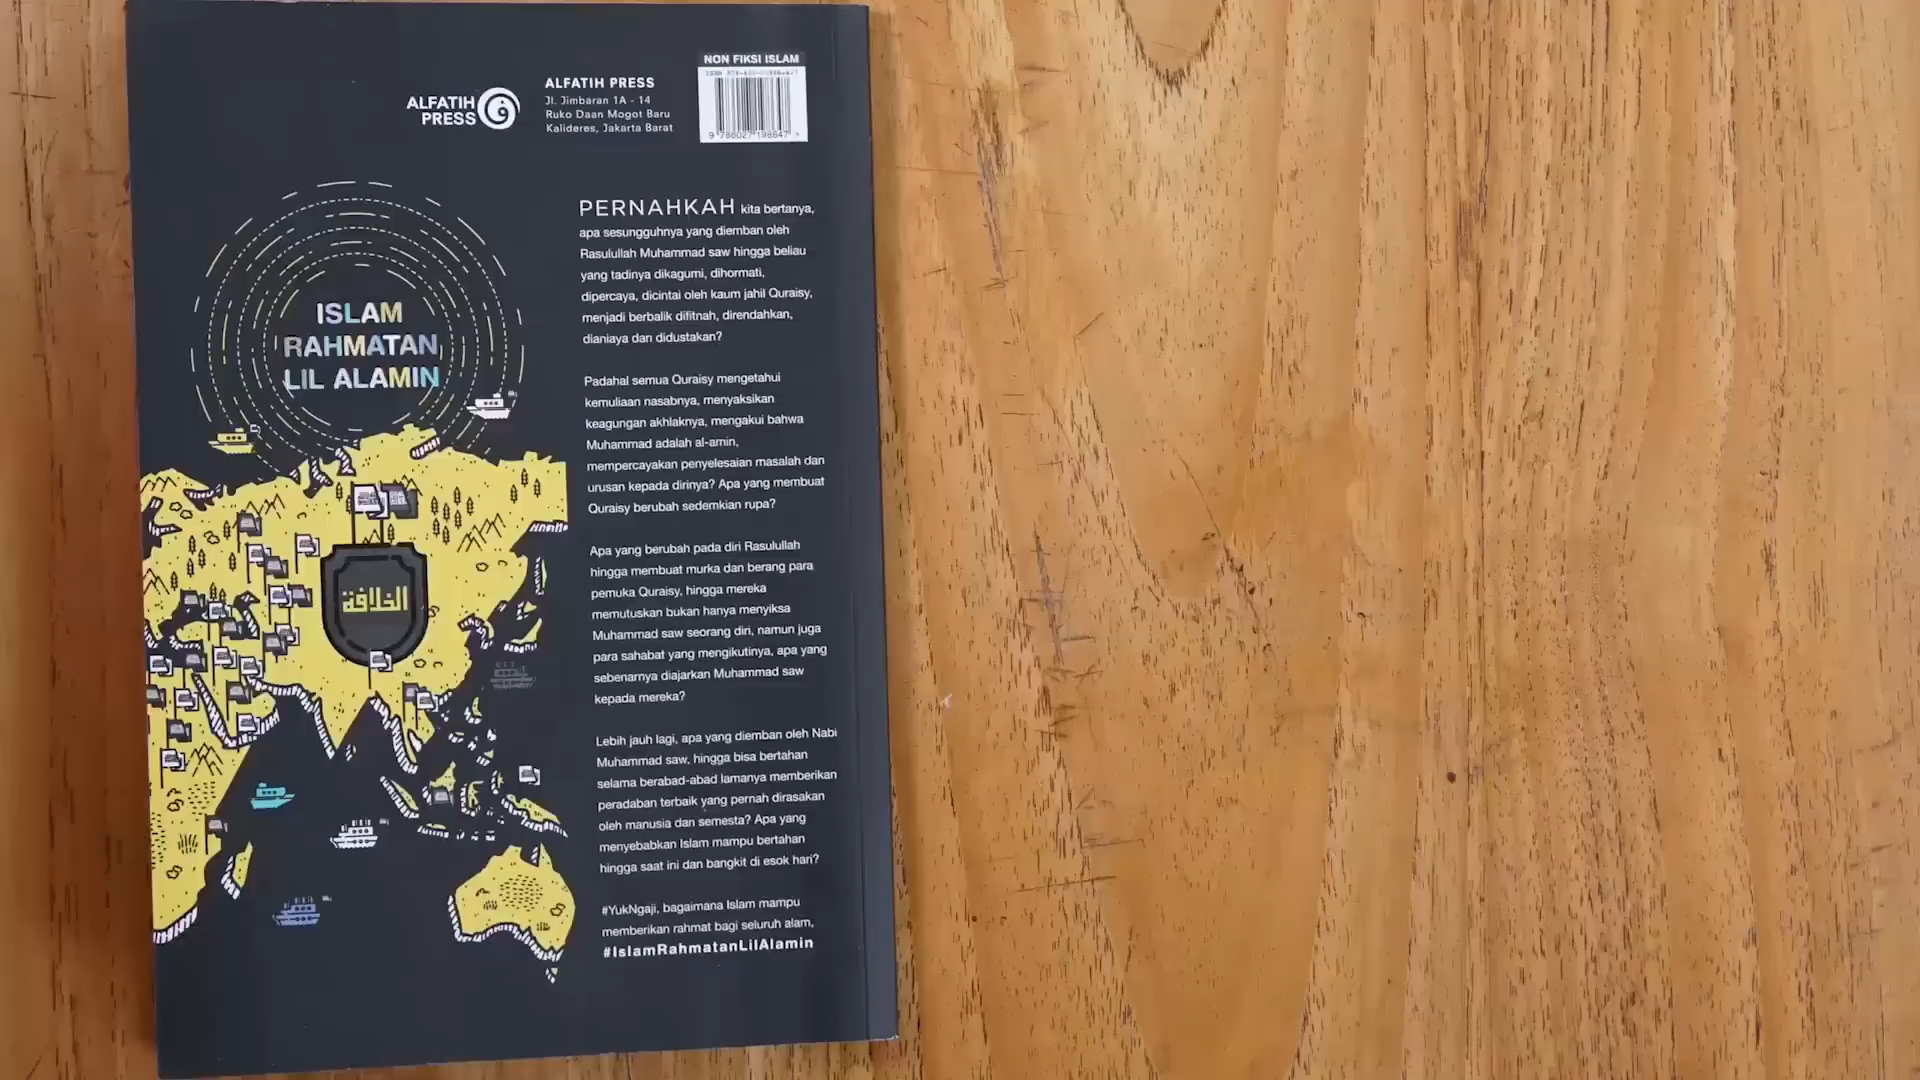 NON FIKSI ISLAM
ALFATIH
PRESS
ALFATIH PRESS
Jl. Jimbaran 1A - 14
Ruko Daan Mogot Baru
Kalideres, Jakarta Barat
9 786027 198647 >
ISLAM
RAHMATAN
LIL ALAMIN
الخلافة
PERNAHKAH kita bertanya,
apa sesungguhnya yang diemban oleh
Rasulullah Muhammad saw hingga beliau
yang tadinya dikagumi, dihormati,
dipercaya, dicintai oleh kaum jahil Quraisy,
menjadi berbalik difitnah, direndahkan,
dianiaya dan didustakan?
Padahal semua Quraisy mengetahui
kemuliaan nasabnya, menyaksikan
keagungan akhlaknya, mengakui bahwa
Muhammad adalah al-amin,
mempercayakan penyelesaian masalah dan
urusan kepada dirinya? Apa yang membuat
Quraisy berubah sedemkian rupa?
Apa yang berubah pada diri Rasulullah
hingga membuat murka dan berang para
pemuka Quraisy, hingga mereka
memutuskan bukan hanya menyiksa
Muhammad saw seorang diri, namun juga
para sahabat yang mengikutinya, apa yang
sebenarnya diajarkan Muhammad saw
kepada mereka?
Lebih jauh lagi, apa yang diemban oleh Nabi
Muhammad saw, hingga bisa bertahan
selama berabad-abad lamanya memberikan
peradaban terbaik yang pernah dirasakan
oleh manusia dan semesta? Apa yang
menyebabkan Islam mampu bertahan
hingga saat ini dan bangkit di esok hari?
#YukNgaji, bagaimana Islam mampu
memberikan rahmat bagi seluruh alam,
#IslamRahmatanLilAlamin